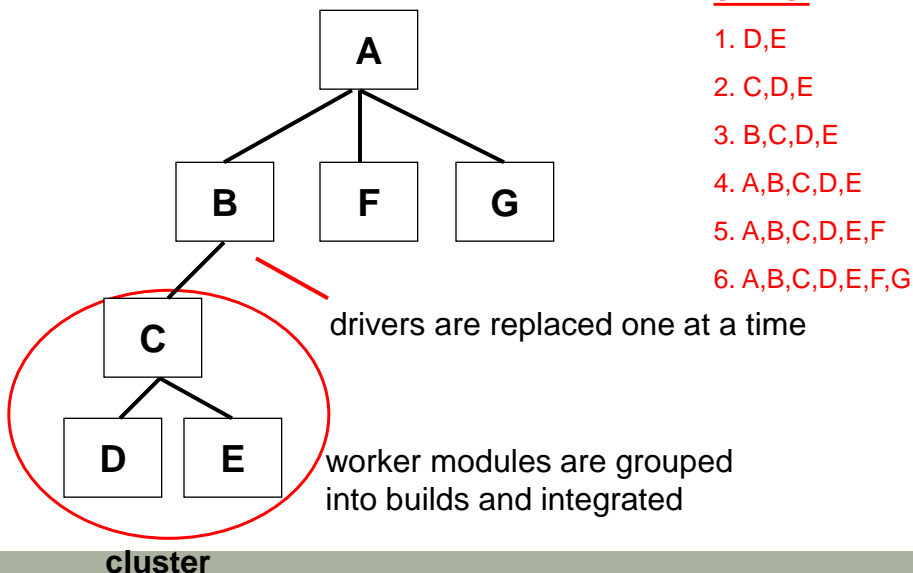 A
1. D,E
2. C,D,E
3. B,C,D,E
B
F
G
4. A,B,C,D,E
5. A,B,C,D,E,F
6. A,B,C,D,E,F,G
drivers are replaced one at a time
C
D
E
worker modules are grouped
into builds and integrated
cluster